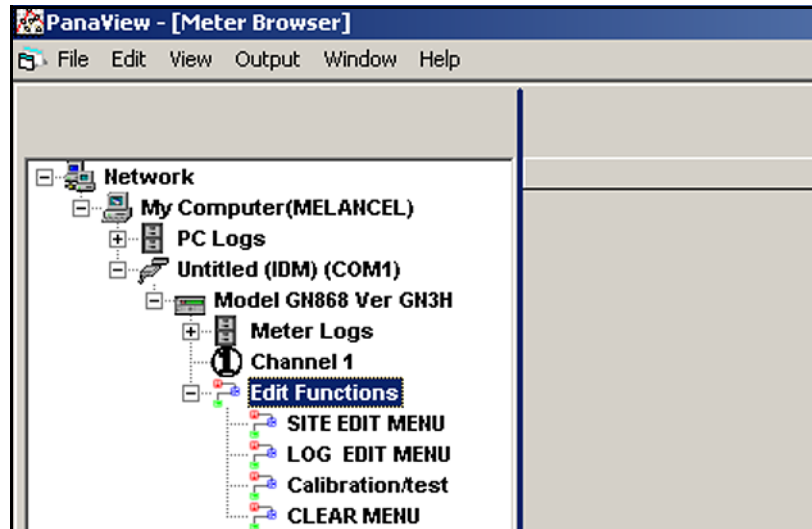 PanaView - [Meter Browser]
File Edit View Output Window Help
Network
My Computer(MELANCEL)
PC Logs
Untitled (IDM) (COM1)
Model GN868 Ver GN3H
Meter Logs
1 Channel 1
Edit Functions
SITE EDIT MENU
LOG EDIT MENU
Calibration/test
CLEAR MENU